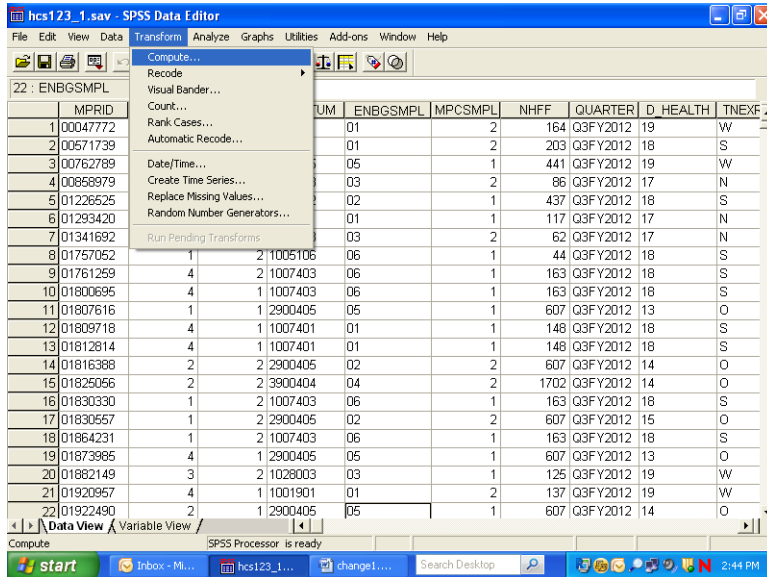 hcs123_1.sav - SPSS Data Editor
File Edit View Data Transform Analyze Graphs Utilities Add-ons Window Help
Compute...
Recode
Visual Bander...
Count...
Rank Cases...
Automatic Recode...
Date/Time...
Create Time Series...
Replace Missing Values...
Random Number Generators...
Run Pending Transforms
22 : ENBGSMPL
MPRID UM ENBGSMPL MPCSMPL NHFF QUARTER D_HEALTH TNEXR
1 00047772 01 2 164 Q3FY2012 19 W
2 00571739 01 2 203 Q3FY2012 18 S
3 00762789 05 1 441 Q3FY2012 19 W
4 00858979 03 2 86 Q3FY2012 17 N
5 01226525 02 1 437 Q3FY2012 18 S
6 01293420 01 1 117 Q3FY2012 17 N
7 01341692 03 2 62 Q3FY2012 17 N
8 01757052 1 2 1005106 06 1 44 Q3FY2012 18 S
9 01761259 4 2 1007403 06 1 163 Q3FY2012 18 S
10 01800695 4 1 1007403 06 1 163 Q3FY2012 18 S
11 01807616 1 1 2900405 05 1 607 Q3FY2012 13 O
12 01809718 4 1 1007401 01 1 148 Q3FY2012 18 S
13 01812814 4 1 1007401 01 1 148 Q3FY2012 18 S
14 01816388 2 2 2900405 02 2 607 Q3FY2012 14 O
15 01825056 2 2 3900404 04 2 1702 Q3FY2012 14 O
16 01830330 1 2 1007403 06 1 163 Q3FY2012 18 S
17 01830557 1 2 2900405 02 2 607 Q3FY2012 15 O
18 01864231 1 2 1007403 06 1 163 Q3FY2012 18 S
19 01873985 4 1 2900405 05 1 607 Q3FY2012 13 O
20 01882149 3 2 1028003 03 1 125 Q3FY2012 19 W
21 01920957 4 1 1001901 01 2 137 Q3FY2012 19 W
22 01922490 2 1 2900405 05 1 607 Q3FY2012 14 O
Data View Variable View
Compute SPSS Processor is ready
start Inbox - Mi... hcs123_1... change1.... Search Desktop N 2:44 PM